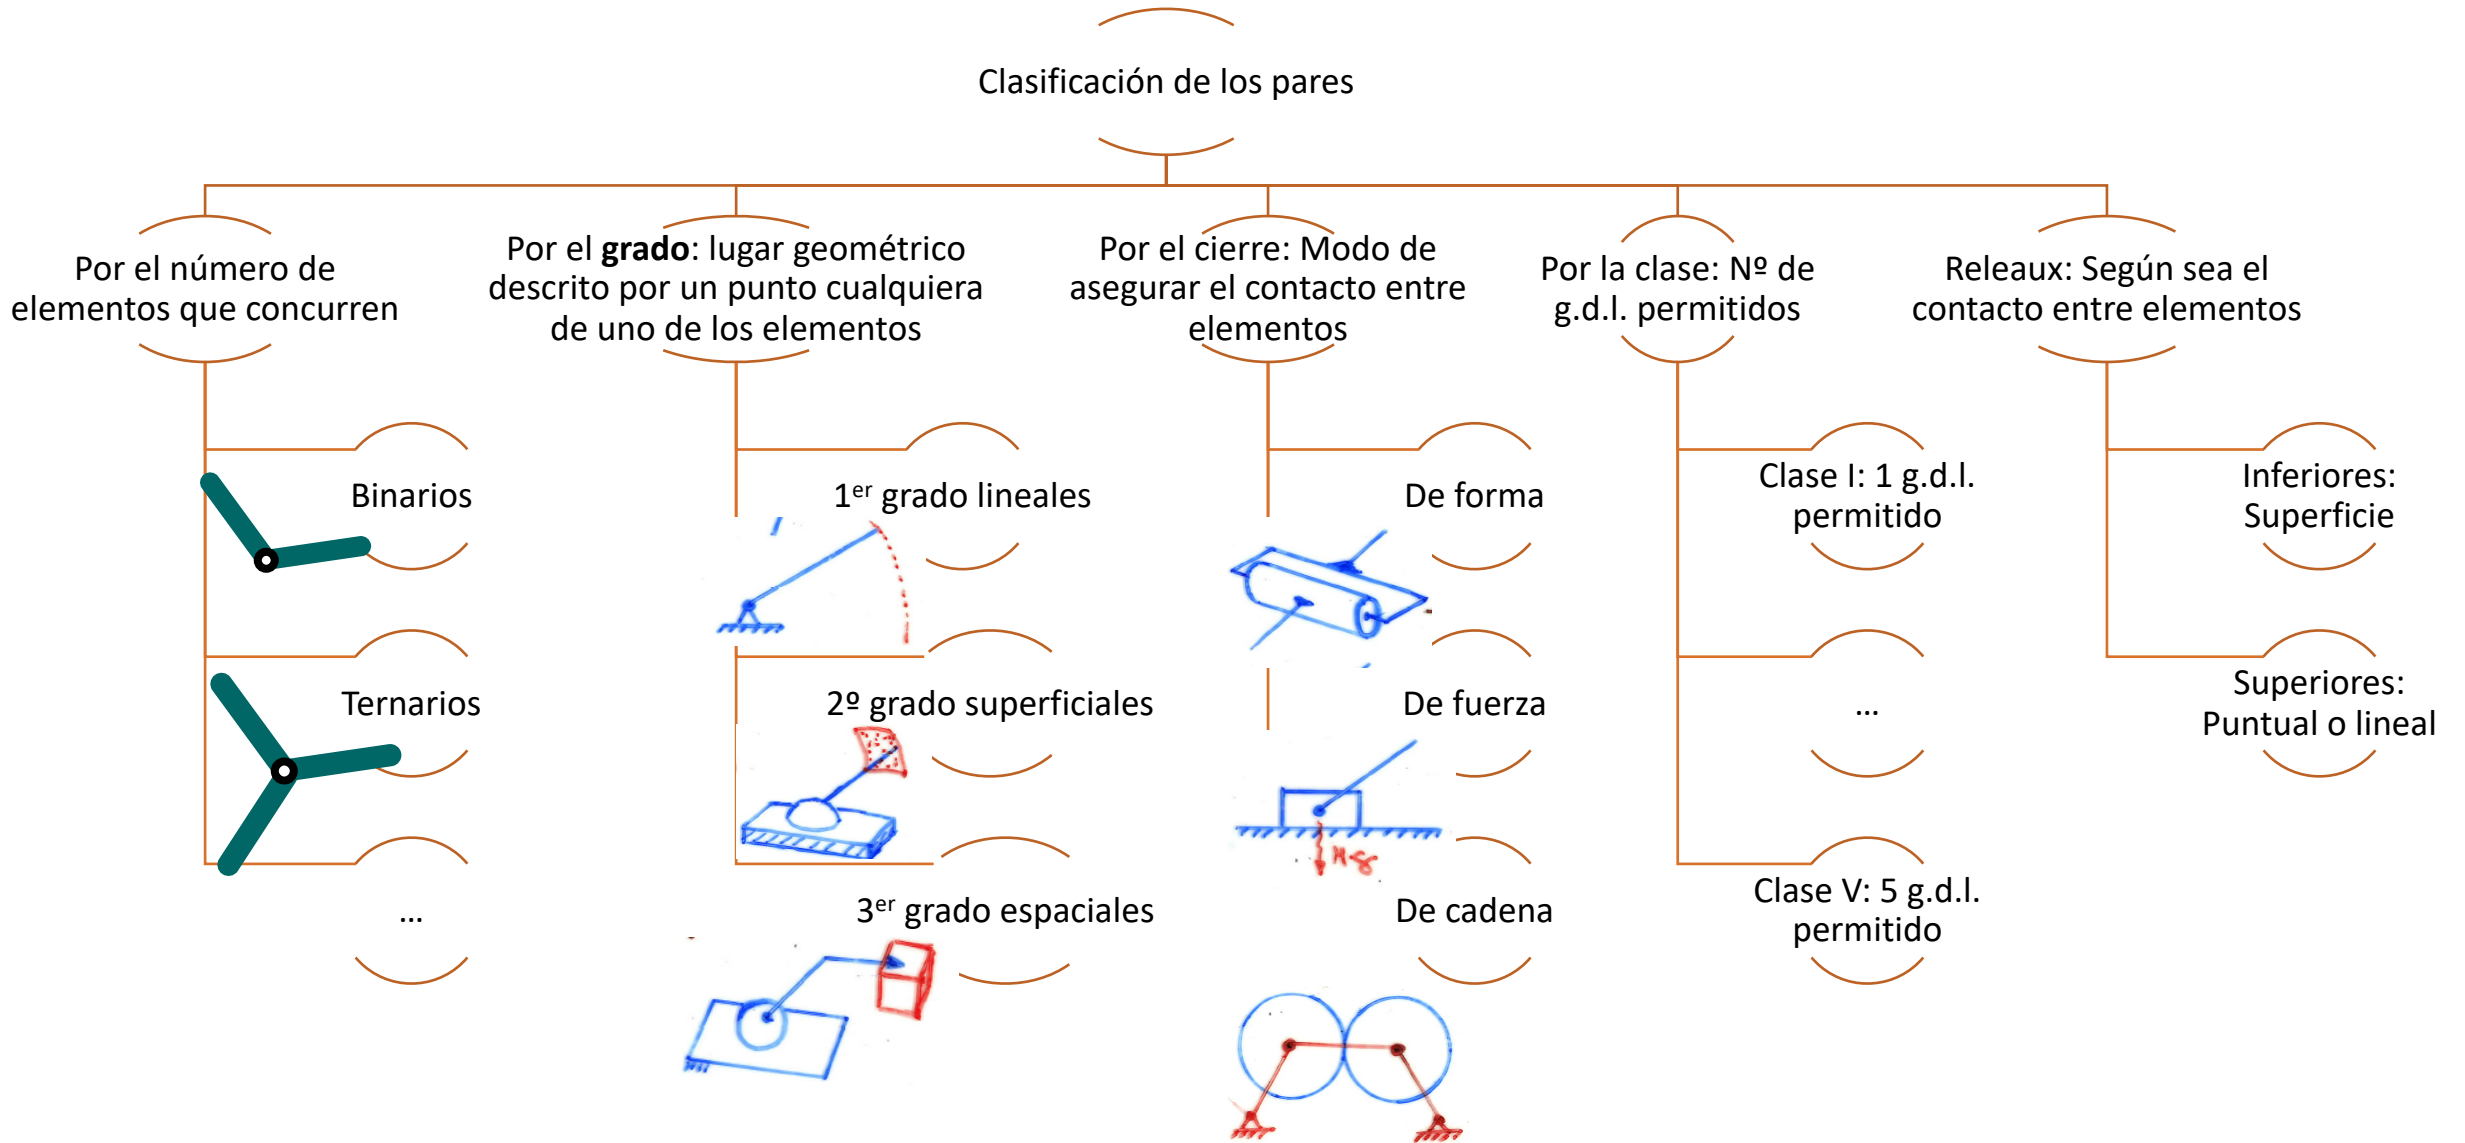 Clasificación de los pares
Por el número de
elementos que concurren
Binarios
Ternarios
...
Por el grado: lugar geométrico
descrito por un punto cualquiera
de uno de los elementos
1er grado lineales
2º grado superficiales
3er grado espaciales
Por el cierre: Modo de
asegurar el contacto entre
elementos
De forma
De fuerza
M·g
De cadena
Por la clase: Nº de
g.d.l. permitidos
Clase I: 1 g.d.l.
permitido
...
Clase V: 5 g.d.l.
permitido
Releaux: Según sea el
contacto entre elementos
Inferiores:
Superficie
Superiores:
Puntual o lineal